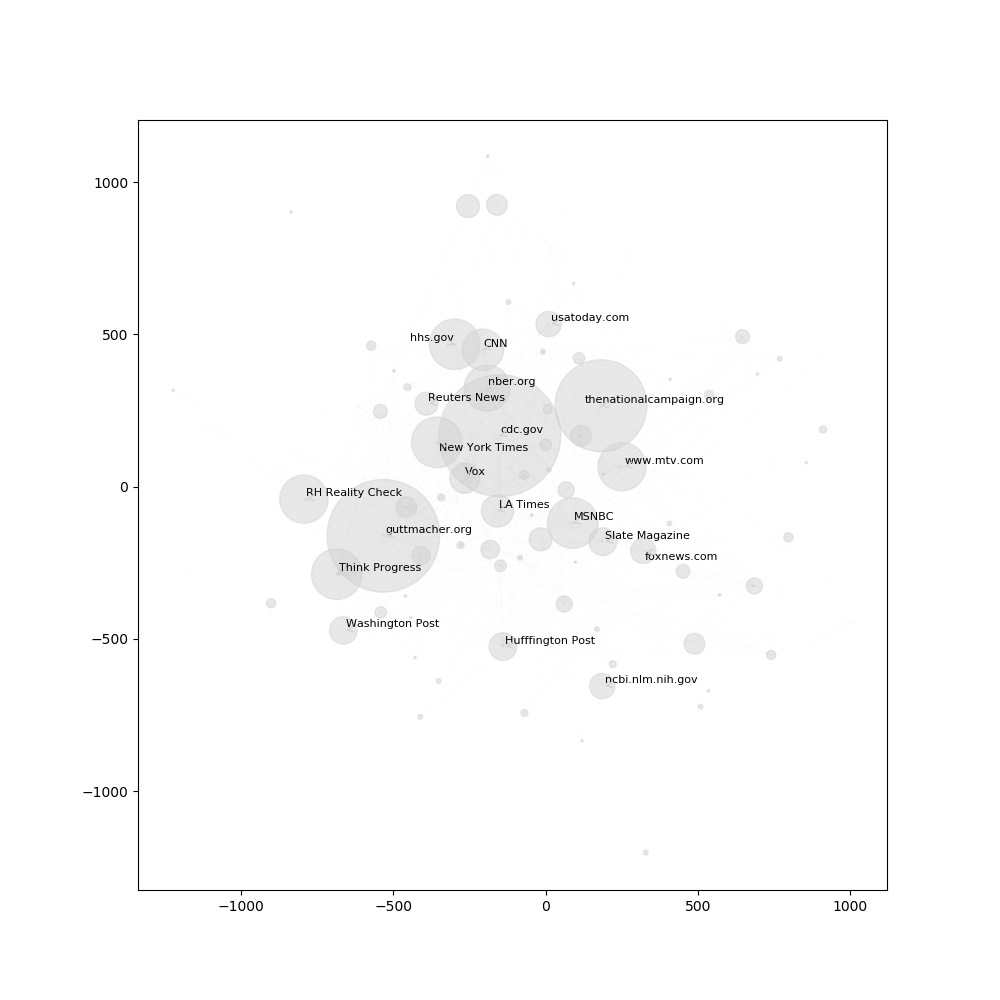 1000
usatoday.com
hhs.gov
CNN
500
nber.org
Reuters News
thenationalcampaign.org
cdc.gov
New York Times
www.mtv.com
Vox
0
RH Reality Check
LA Times
MSNBC
guttmacher.org
Slate Magazine
foxnews.com
Think Progress
Washington Post
−500
Hufffington Post
ncbi.nlm.nih.gov
−1000
−1000 −500 0 500 1000